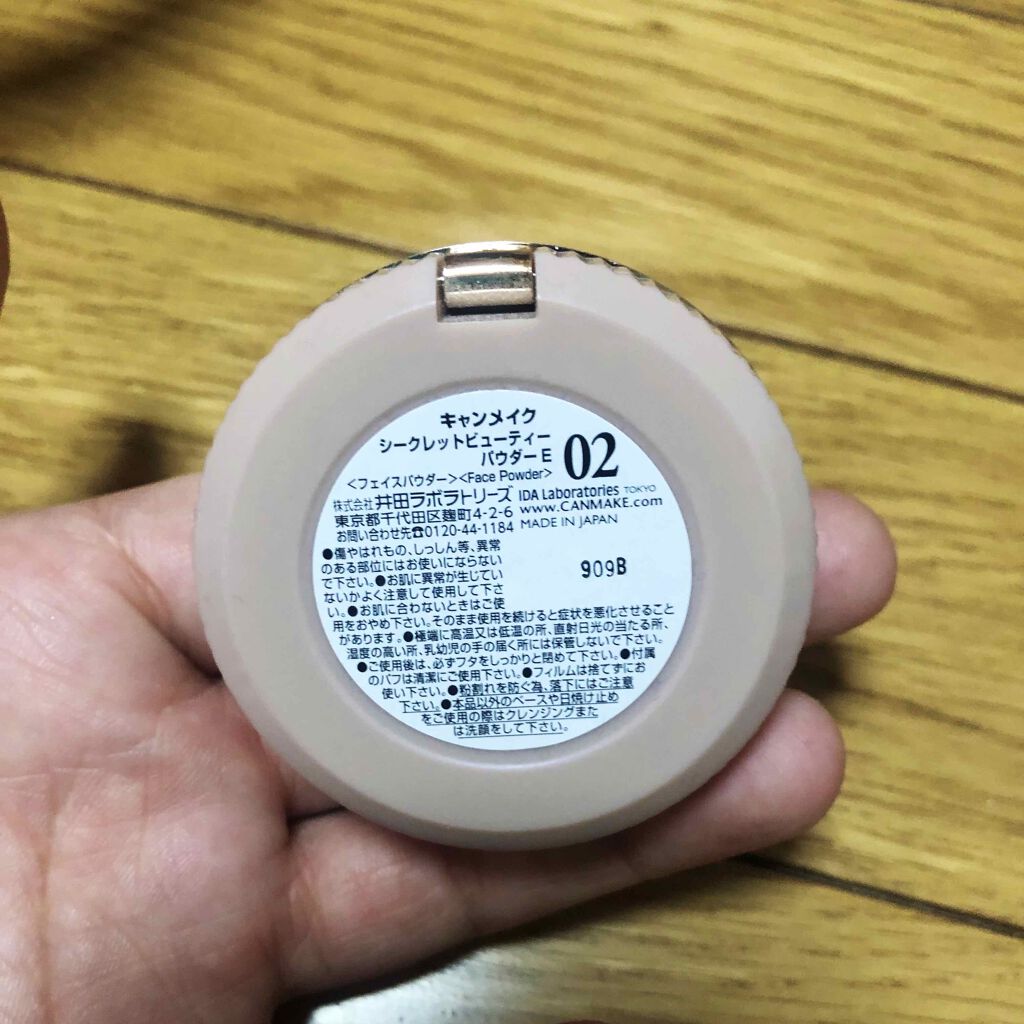 キャンメイク
シークレットビューティー
パウダーE 02
<フェイスパウダー><Face Powder>
株式会社 井田ラボラトリーズ IDA Laboratories TOKYO
東京都千代田区麹町4-2-6 www.CANMAKE.com
お問い合わせ先☎0120-44-1184 MADE IN JAPAN
●傷やはれもの、しっしん等、異常
のある部位にはお使いにならない
で下さい。●お肌に異常が生じてい
ないかよく注意して使用して下さ
い。●お肌に合わないときはご使
909B
用をおやめ下さい。そのまま使用を続けると症状を悪化させること
があります。●極端に高温又は低温の所、直射日光の当たる所、
湿度の高い所、乳幼児の手の届く所には保管しないで下さい。
●ご使用後は、必ずフタをしっかりと閉めて下さい。●付属
のパフは清潔にご使用下さい。●フィルムは捨てずにお
使い下さい。●粉割れを防ぐ為、落下にはご注意
下さい。●本品以外のベースや日焼け止め
をご使用の際はクレンジングまた
は洗顔をして下さい。